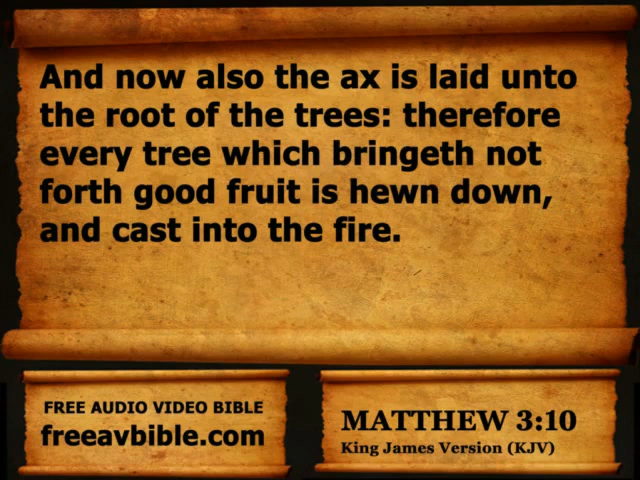 And now also the ax is laid unto
the root of the trees: therefore
every tree which bringeth not
forth good fruit is hewn down,
and cast into the fire.
FREE AUDIO VIDEO BIBLE
freeavbible.com
MATTHEW 3:10
King James Version (KJV)